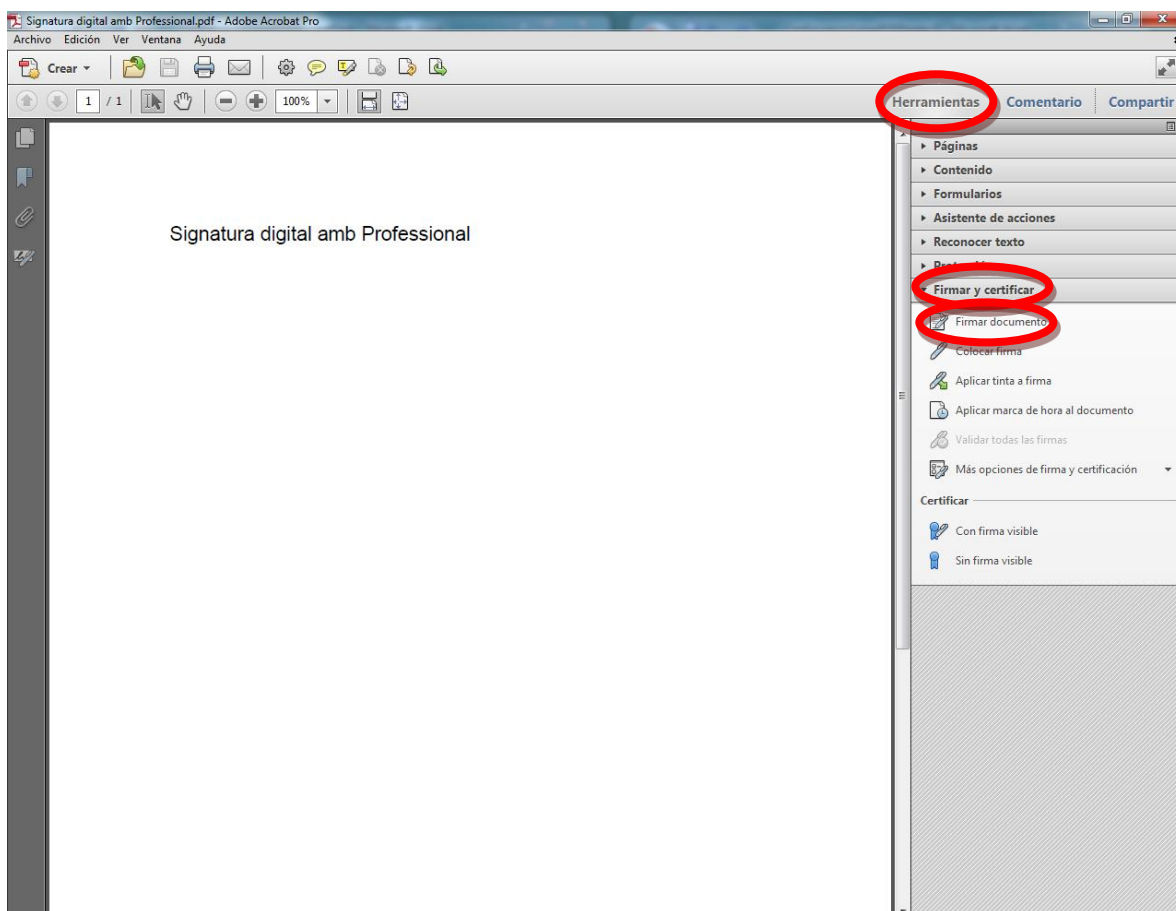 Signatura digital amb Professional.pdf - Adobe Acrobat Pro
Archivo Edición Ver Ventana Ayuda
Crear
1 / 1 100% Herramientas Comentario Compartir
Páginas
Contenido
Formularios
Asistente de acciones
Reconocer texto
Firmar y certificar
Firmar documento
Colocar firma
Aplicar tinta a firma
Aplicar marca de hora al documento
Validar todas las firmas
Más opciones de firma y certificación
Certificar
Con firma visible
Sin firma visible
Signatura digital amb Professional